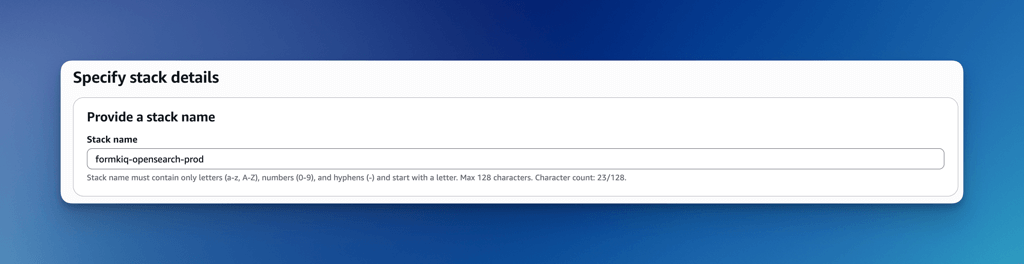 Specify stack details
Provide a stack name
Stack name
formkiq-opensearch-prod
Stack name must contain only letters (a-z, A-Z), numbers (0-9), and hyphens (-) and start with a letter. Max 128 characters. Character count: 23/128.